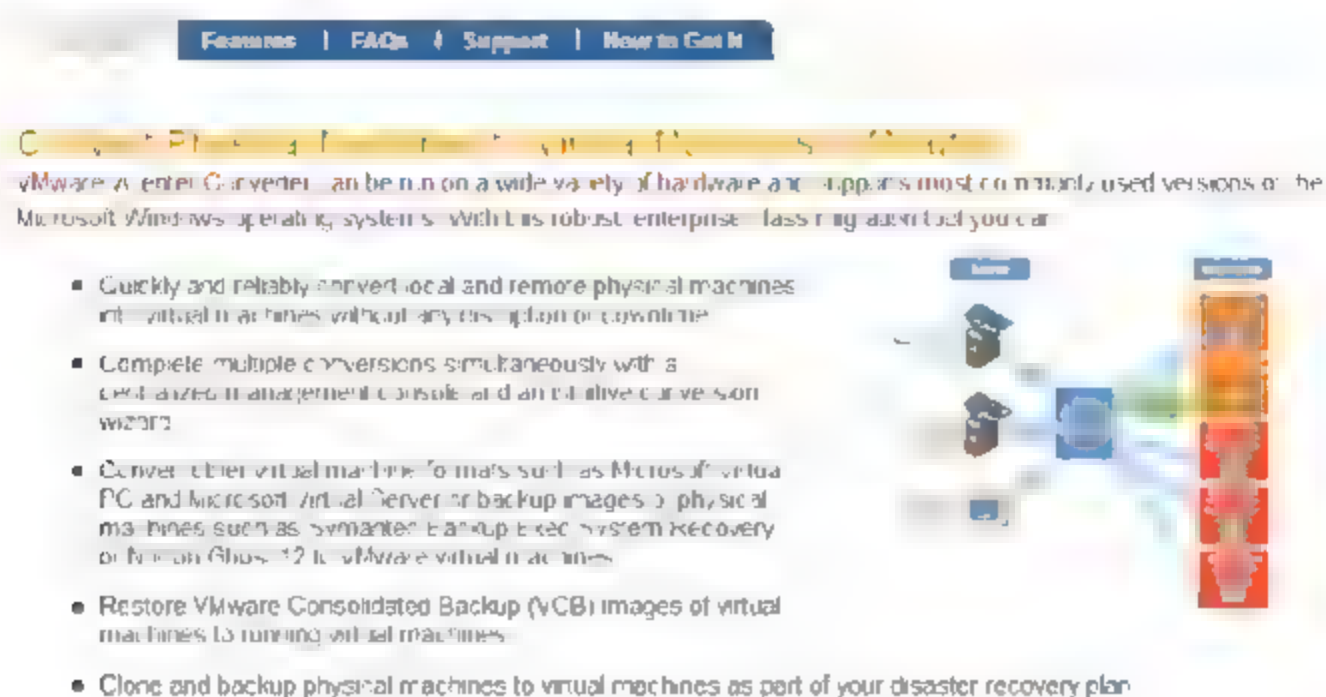 Features | FAQs | Support | How to Get It
VMware vCenter Converter can be run on a wide variety of hardware and supports most commonly used versions of the
Microsoft Windows operating systems. With this robust, enterprise class migration tool you can
Quickly and reliably convert local and remote physical machines
into virtual machines without any disruption or downtime
Complete multiple conversions simultaneously with a
centralized management console and an intuitive conversion
wizard
Convert other virtual machine formats such as Microsoft Virtual
PC and Microsoft Virtual Server or backup images of physical
machines such as Symantec Backup Exec System Recovery
or Norton Ghost 12 to VMware virtual machines
Restore VMware Consolidated Backup (VCB) images of virtual
machines to running virtual machines
Clone and backup physical machines to virtual machines as part of your disaster recovery plan